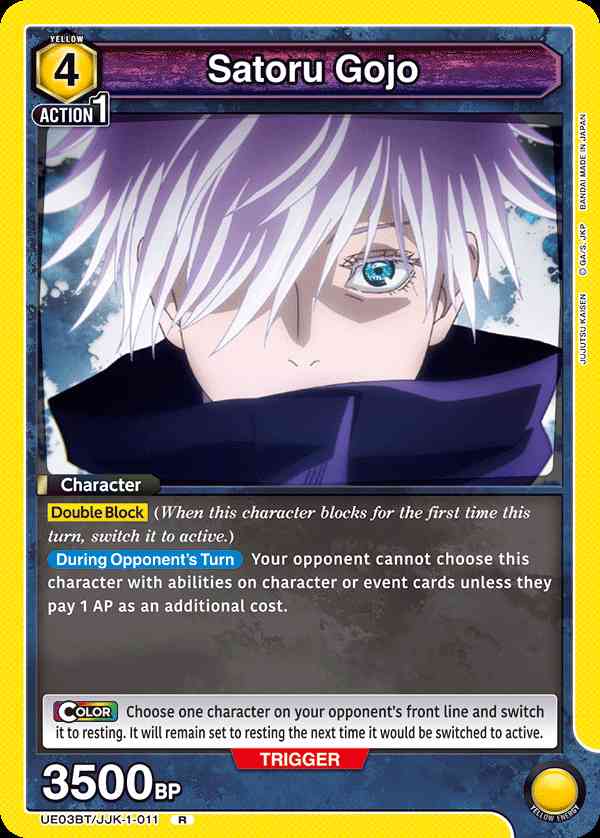 YELLOW
4
Satoru Gojo
ACTION 1
JUJUTSU KAISEN © GA/S, JKP BANDAI MADE IN JAPAN
Character
Double Block (When this character blocks for the first time this
turn, switch it to active.)
During Opponent's Turn Your opponent cannot choose this
character with abilities on character or event cards unless they
pay 1 AP as an additional cost.
COLOR Choose one character on your opponent's front line and switch
it to resting. It will remain set to resting the next time it would be switched to active.
TRIGGER
3500 BP
UE03BT/JJK-1-011 R
YELLOW ENERGY